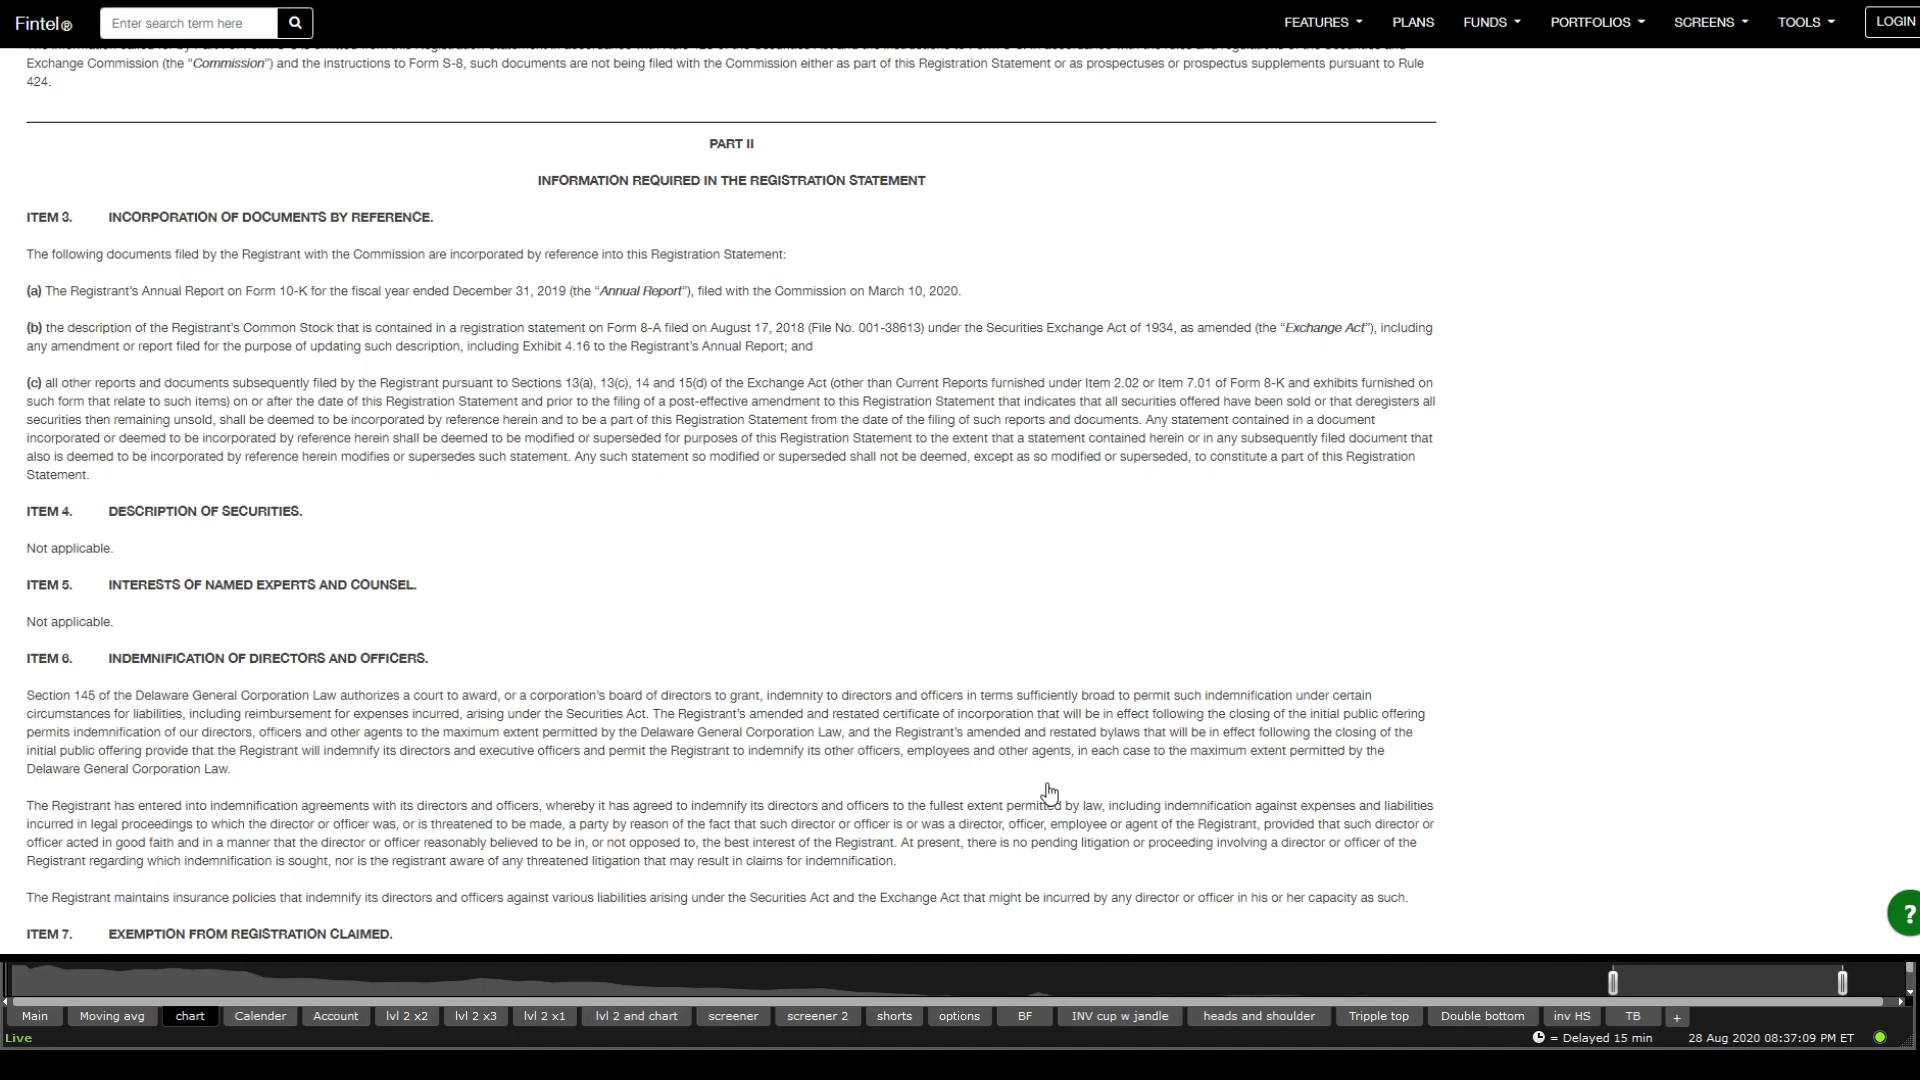 Fintel®
Enter search term here
FEATURES
PLANS
FUNDS
PORTFOLIOS
SCREENS
TOOLS
LOGIN
Exchange Commission (the “Commission”) and the instructions to Form S-8, such documents are not being filed with the Commission either as part of this Registration Statement or as prospectuses or prospectus supplements pursuant to Rule
424.
PART II
INFORMATION REQUIRED IN THE REGISTRATION STATEMENT
ITEM 3. INCORPORATION OF DOCUMENTS BY REFERENCE.
The following documents filed by the Registrant with the Commission are incorporated by reference into this Registration Statement:
(a) The Registrant’s Annual Report on Form 10-K for the fiscal year ended December 31, 2019 (the “Annual Report”), filed with the Commission on March 10, 2020.
(b) the description of the Registrant’s Common Stock that is contained in a registration statement on Form 8-A filed on August 17, 2018 (File No. 001-38613) under the Securities Exchange Act of 1934, as amended (the “Exchange Act”), including
any amendment or report filed for the purpose of updating such description, including Exhibit 4.16 to the Registrant’s Annual Report; and
(c) all other reports and documents subsequently filed by the Registrant pursuant to Sections 13(a), 13(c), 14 and 15(d) of the Exchange Act (other than Current Reports furnished under Item 2.02 or Item 7.01 of Form 8-K and exhibits furnished on
such form that relate to such items) on or after the date of this Registration Statement and prior to the filing of a post-effective amendment to this Registration Statement that indicates that all securities offered have been sold or that deregisters all
securities then remaining unsold, shall be deemed to be incorporated by reference herein and to be a part of this Registration Statement from the date of the filing of such reports and documents. Any statement contained in a document
incorporated or deemed to be incorporated by reference herein shall be deemed to be modified or superseded for purposes of this Registration Statement to the extent that a statement contained herein or in any subsequently filed document that
also is deemed to be incorporated by reference herein modifies or supersedes such statement. Any such statement so modified or superseded shall not be deemed, except as so modified or superseded, to constitute a part of this Registration
Statement.
ITEM 4. DESCRIPTION OF SECURITIES.
Not applicable.
ITEM 5. INTERESTS OF NAMED EXPERTS AND COUNSEL.
Not applicable.
ITEM 6. INDEMNIFICATION OF DIRECTORS AND OFFICERS.
Section 145 of the Delaware General Corporation Law authorizes a court to award, or a corporation’s board of directors to grant, indemnity to directors and officers in terms sufficiently broad to permit such indemnification under certain
circumstances for liabilities, including reimbursement for expenses incurred, arising under the Securities Act. The Registrant’s amended and restated certificate of incorporation that will be in effect following the closing of the initial public offering
permits indemnification of our directors, officers and other agents to the maximum extent permitted by the Delaware General Corporation Law, and the Registrant’s amended and restated bylaws that will be in effect following the closing of the
initial public offering provide that the Registrant will indemnify its directors and executive officers and permit the Registrant to indemnify its other officers, employees and other agents, in each case to the maximum extent permitted by the
Delaware General Corporation Law.
The Registrant has entered into indemnification agreements with its directors and officers, whereby it has agreed to indemnify its directors and officers to the fullest extent permitted by law, including indemnification against expenses and liabilities
incurred in legal proceedings to which the director or officer was, or is threatened to be made, a party by reason of the fact that such director or officer is or was a director, officer, employee or agent of the Registrant, provided that such director or
officer acted in good faith and in a manner that the director or officer reasonably believed to be in, or not opposed to, the best interest of the Registrant. At present, there is no pending litigation or proceeding involving a director or officer of the
Registrant regarding which indemnification is sought, nor is the registrant aware of any threatened litigation that may result in claims for indemnification.
The Registrant maintains insurance policies that indemnify its directors and officers against various liabilities arising under the Securities Act and the Exchange Act that might be incurred by any director or officer in his or her capacity as such.
ITEM 7. EXEMPTION FROM REGISTRATION CLAIMED.
?
Main
Moving avg
chart
Calender
Account
lvl 2 x2
lvl 2 x3
lvl 2 x1
lvl 2 and chart
screener
screener 2
shorts
options
BF
INV cup w jandle
heads and shoulder
Tripple top
Double bottom
inv HS
TB
+
Live
= Delayed 15 min
28 Aug 2020 08:37:09 PM ET